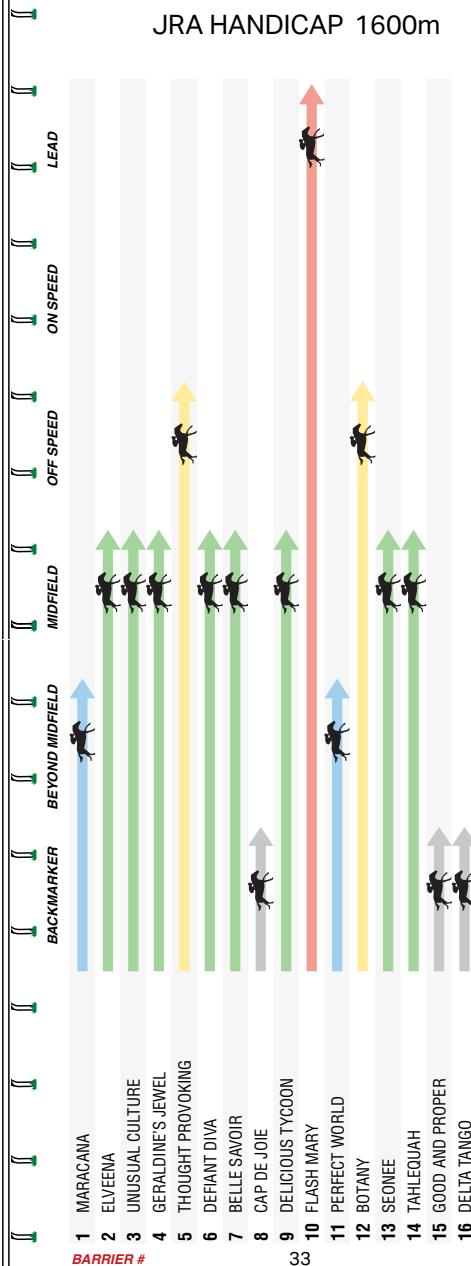 JRA HANDICAP 1600m
LEAD
ON SPEED
OFF SPEED
MIDFIELD
BEYOND MIDFIELD
BACKMARKER
1 MARACANA
2 ELVEENA
3 UNUSUAL CULTURE
4 GERALDINE'S JEWEL
5 THOUGHT PROVOKING
6 DEFIANT DIVA
7 BELLE SAVOIR
8 CAP DE JOIE
9 DELICIOUS TYCOON
10 FLASH MARY
11 PERFECT WORLD
12 BOTANY
13 SEONEE
14 TAHLEQUAH
15 GOOD AND PROPER
16 DELTA TANGO
BARRIER #
33